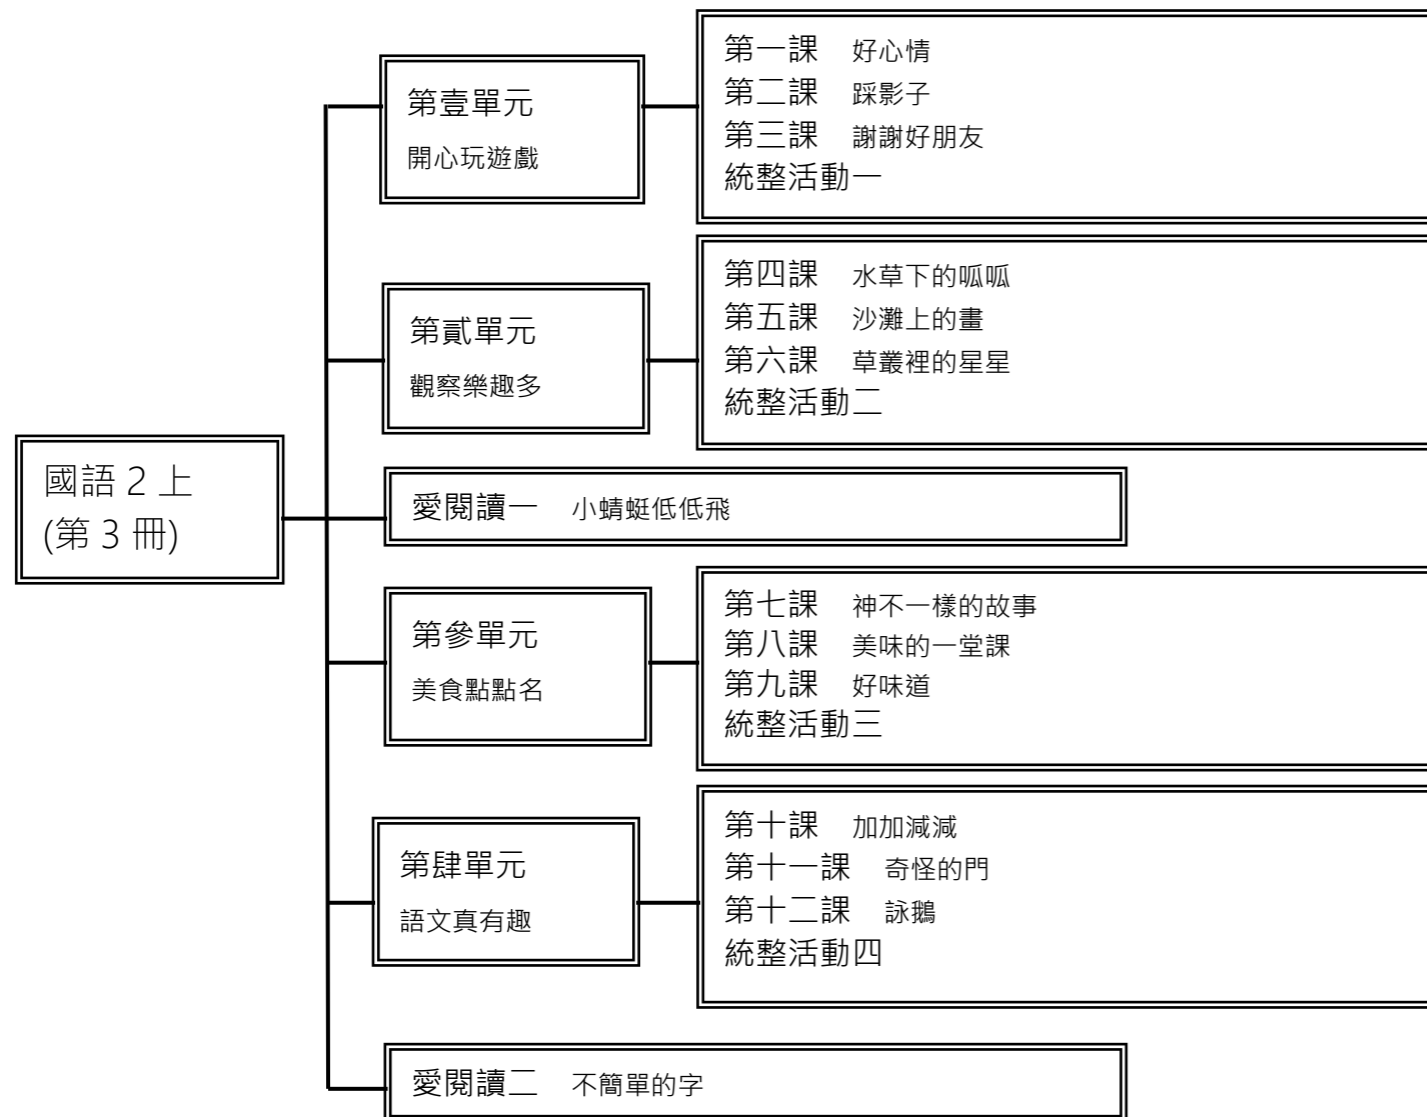 國語 2 上
(第 3 冊)
第壹單元
開心玩遊戲
第一課 好心情
第二課 踩影子
第三課 謝謝好朋友
統整活動一
第貳單元
觀察樂趣多
第四課 水草下的呱呱
第五課 沙灘上的畫
第六課 草叢裡的星星
統整活動二
愛閱讀一 小蜻蜓低低飛
第參單元
美食點點名
第七課 神不一樣的故事
第八課 美味的一堂課
第九課 好味道
統整活動三
第肆單元
語文真有趣
第十課 加加減減
第十一課 奇怪的門
第十二課 詠鵝
統整活動四
愛閱讀二 不簡單的字